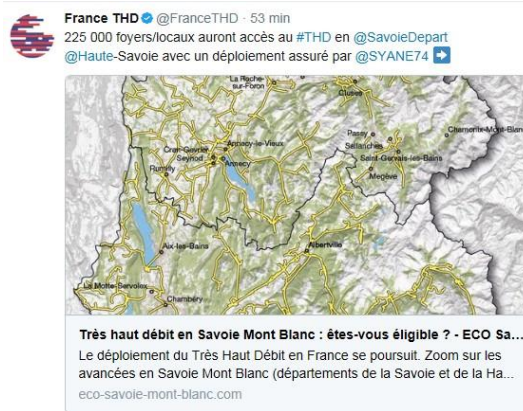 France THD @FranceTHD · 53 min
225 000 foyers/locaux auront accès au #THD en @SavoieDepart
@Haute-Savoie avec un déploiement assuré par @SYANE74
La Roche-
sur-Foron
Cluses
Cran-Gevrier
Annecy-le-Vieux
Seynod
Annecy
Rumilly
Passy
Sallanches
Chamonix-Mont-Blanc
Saint-Gervais-les-Bains
Megève
Aix-les-Bains
Albertville
La Motte-Servolex
Chambéry
Très haut débit en Savoie Mont Blanc : êtes-vous éligible ? - ECO Sa...
Le déploiement du Très Haut Débit en France se poursuit. Zoom sur les
avancées en Savoie Mont Blanc (départements de la Savoie et de la Ha...
eco-savoie-mont-blanc.com